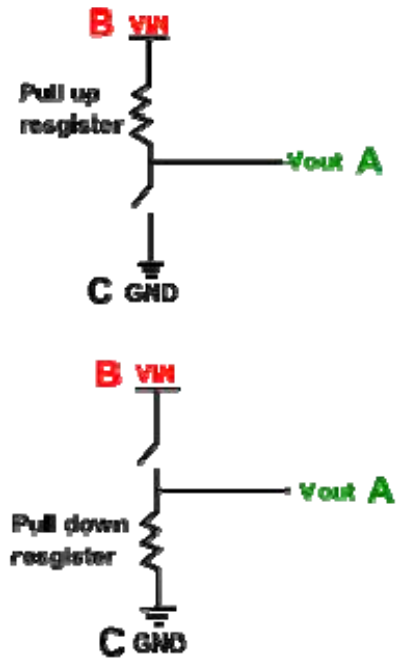 B VIN
Pull up
resgister
Vout A
C GND
B VIN
Vout A
Pull down
resgister
C GND